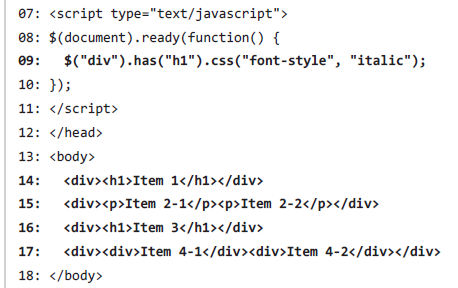 07: <script type="text/javascript">
08: $(document).ready(function() {
09:   $("div").has("h1").css("font-style", "italic");
10: });
11: </script>
12: </head>
13: <body>
14:   <div><h1>Item 1</h1></div>
15:   <div><p>Item 2-1</p><p>Item 2-2</p></div>
16:   <div><h1>Item 3</h1></div>
17:   <div><div>Item 4-1</div><div>Item 4-2</div></div>
18: </body>